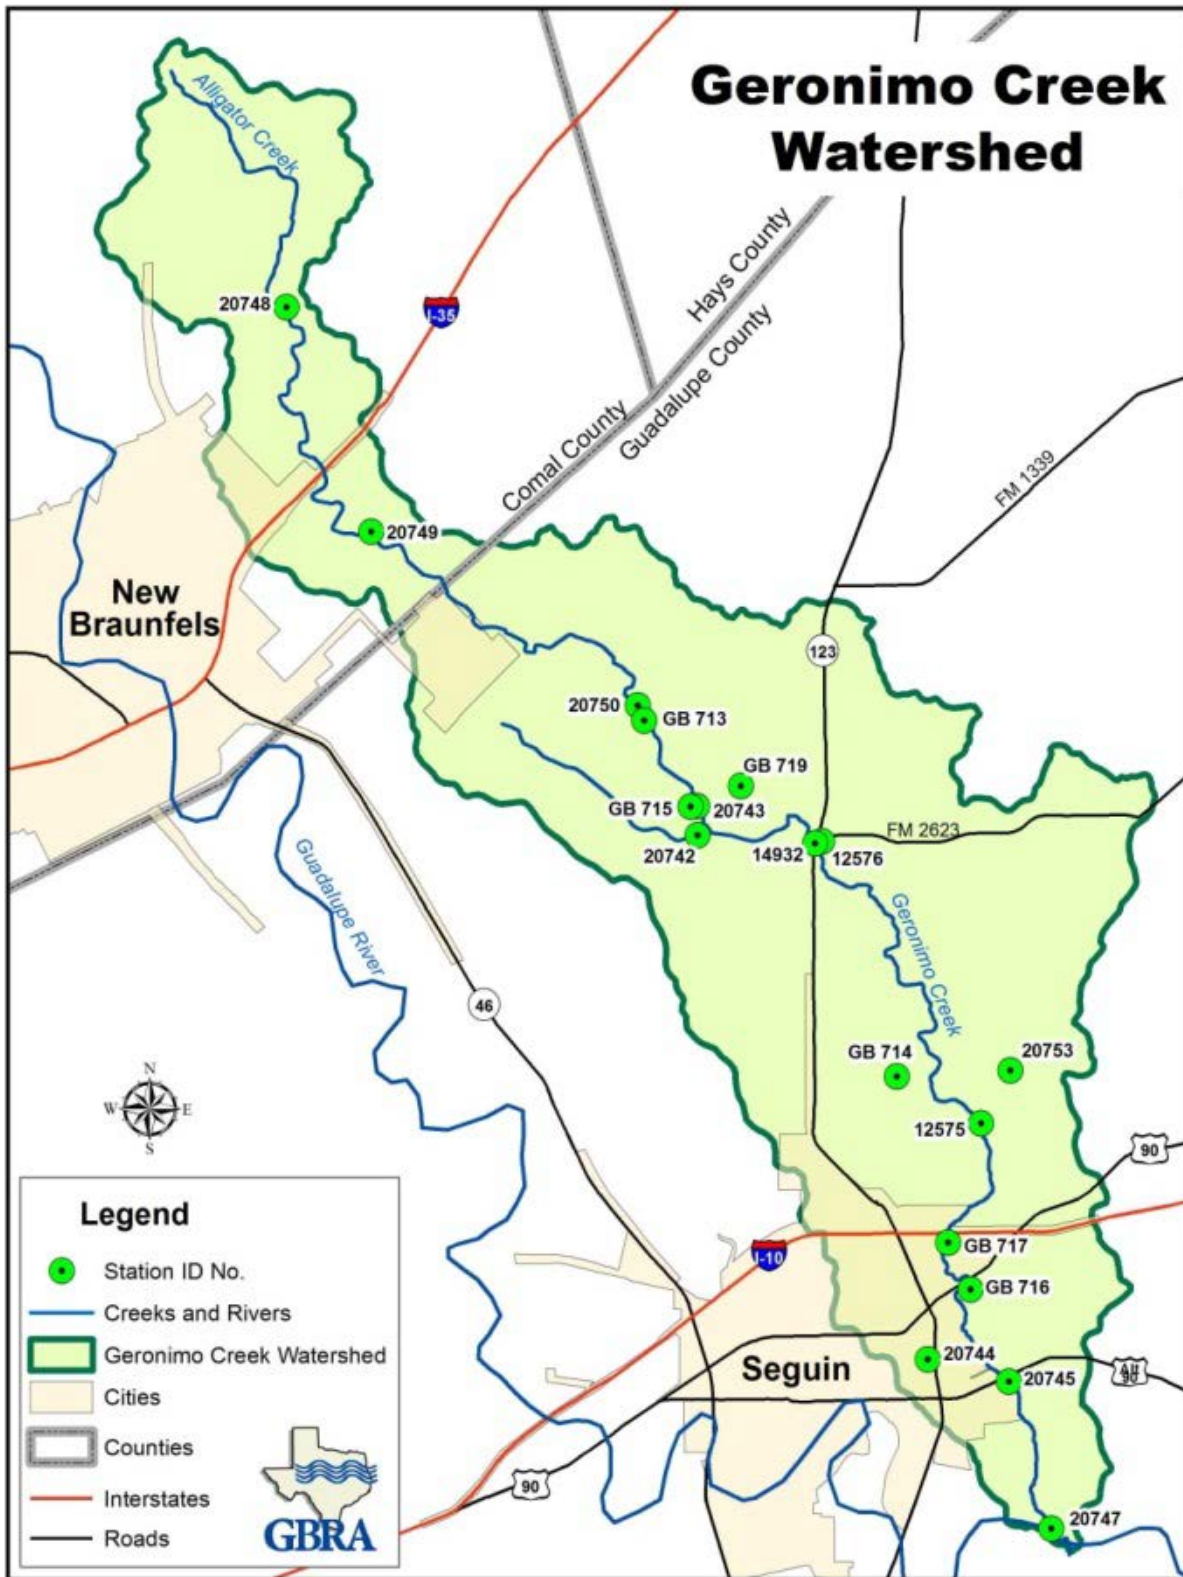 Geronimo Creek
Watershed
Alligator Creek
20748
I-35
Hays County
Guadalupe County
Comal County
FM 1339
20749
New
Braunfels
123
20750
GB 713
GB 719
GB 715
20743
20742
14932
12576
FM 2623
Guadalupe River
Geronimo Creek
46
GB 714
20753
12575
N
W
E
S
90
GB 717
I-10
GB 716
20744
Seguin
20745
Alt
90
90
20747
Legend
Station ID No.
Creeks and Rivers
Geronimo Creek Watershed
Cities
Counties
Interstates
Roads
GBRA